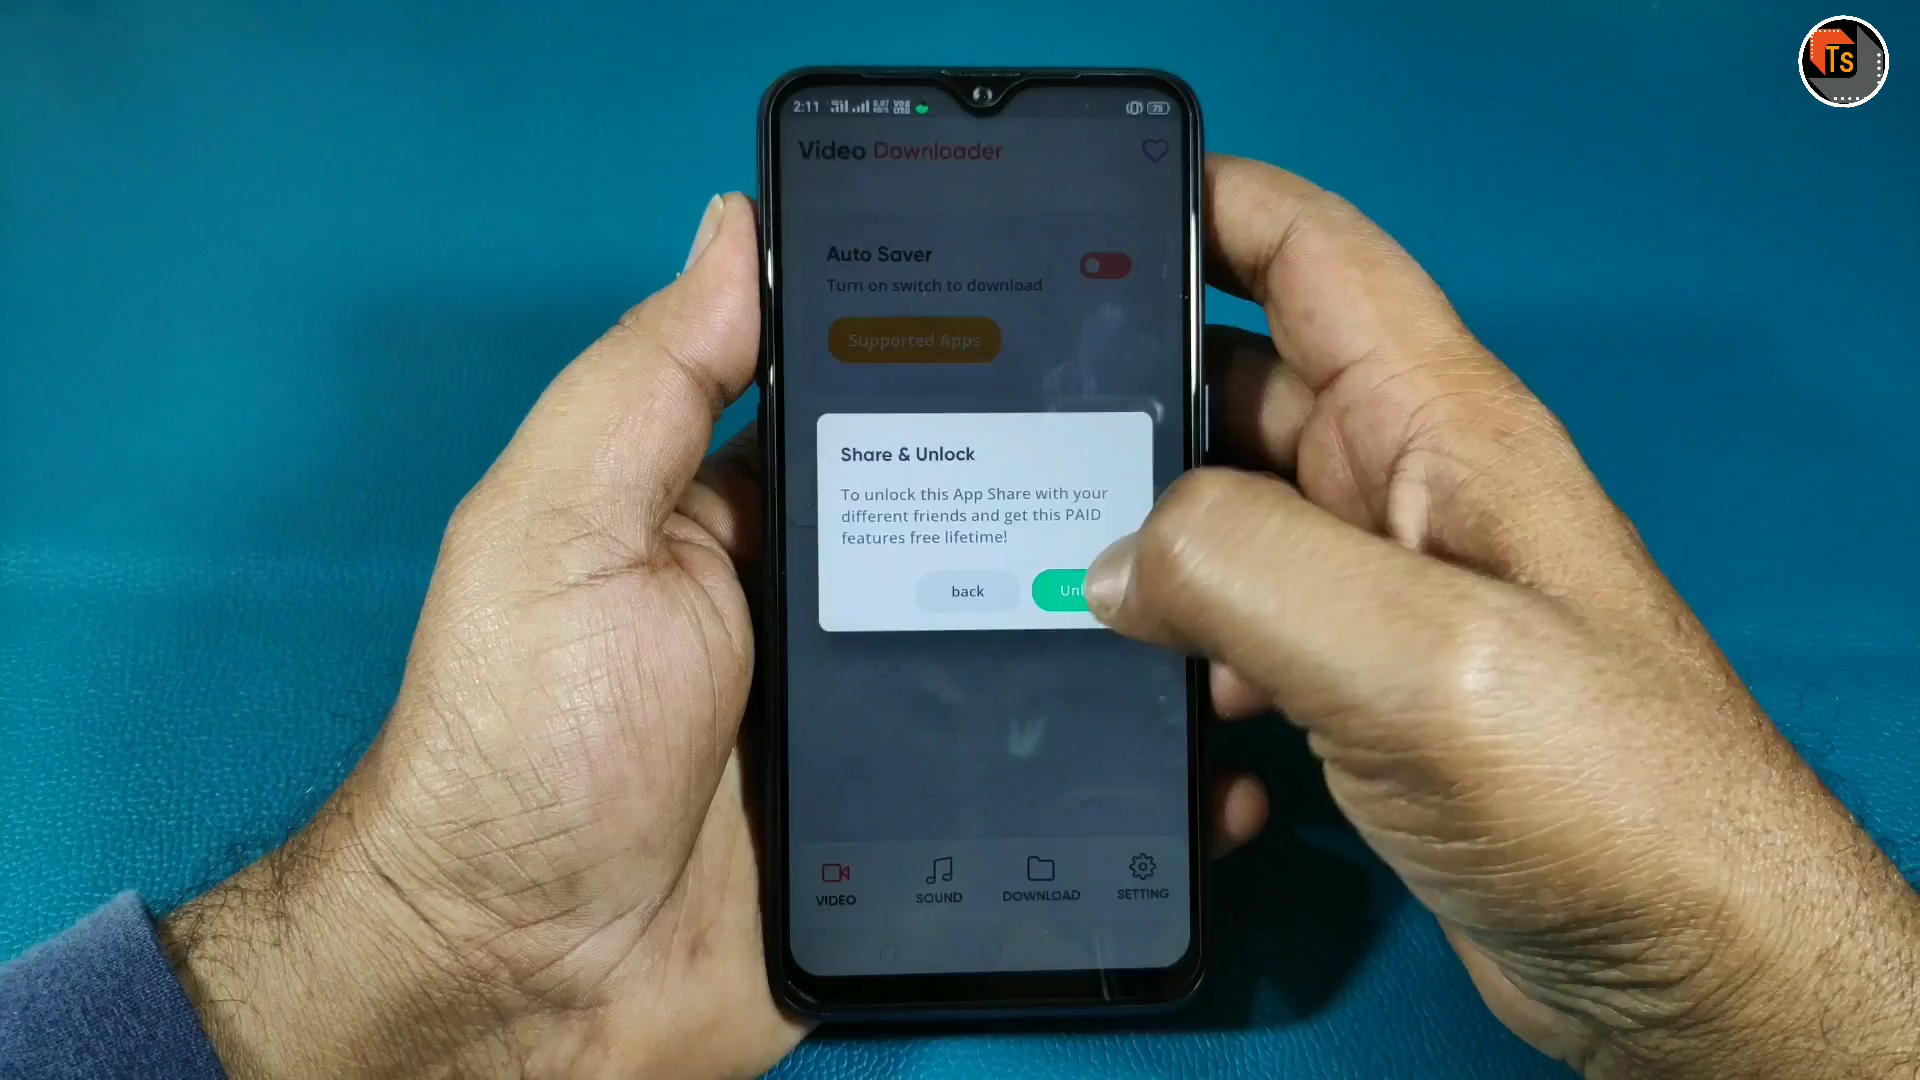 Ts
2:11
75
Video Downloader
Auto Saver
Turn on switch to download
Supported Apps
Share & Unlock
To unlock this App Share with your
different friends and get this PAID
features free lifetime!
back
VIDEO
SOUND
DOWNLOAD
SETTING